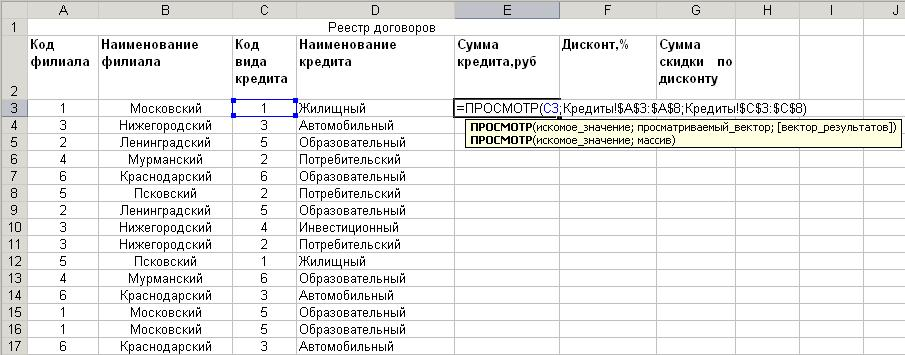 A B C D E F G H I J
1 Реестр договоров
2 Код филиала Наименование филиала Код вида кредита Наименование кредита Сумма кредита,руб Дисконт,% Сумма скидки по дисконту
3 1 Московский 1 Жилищный =ПРОСМОТР(C3;Кредиты!$A$3:$A$8;Кредиты!$C$3:$C$8)
4 3 Нижегородский 3 Автомобильный ПРОСМОТР(искомое_значение; просматриваемый_вектор; [вектор_результатов])
5 2 Ленинградский 5 Образовательный ПРОСМОТР(искомое_значение; массив)
6 4 Мурманский 2 Потребительский
7 6 Краснодарский 6 Образовательный
8 5 Псковский 2 Потребительский
9 2 Ленинградский 5 Образовательный
10 3 Нижегородский 4 Инвестиционный
11 3 Нижегородский 2 Потребительский
12 5 Псковский 1 Жилищный
13 4 Мурманский 6 Образовательный
14 6 Краснодарский 3 Автомобильный
15 1 Московский 5 Образовательный
16 1 Московский 5 Образовательный
17 6 Краснодарский 3 Автомобильный